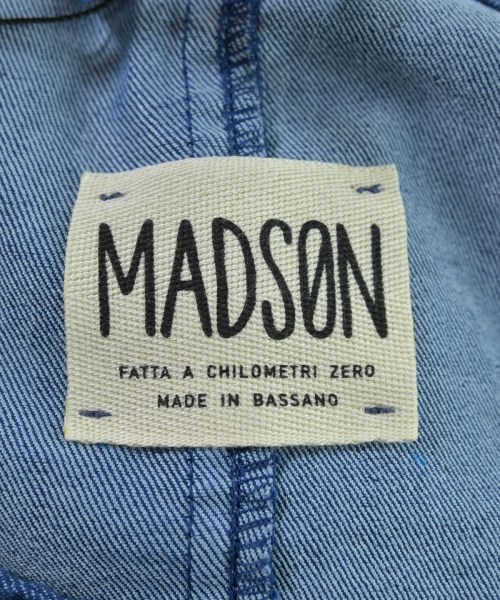 MADSØN
FATTA A CHILOMETRI ZERO
MADE IN BASSANO